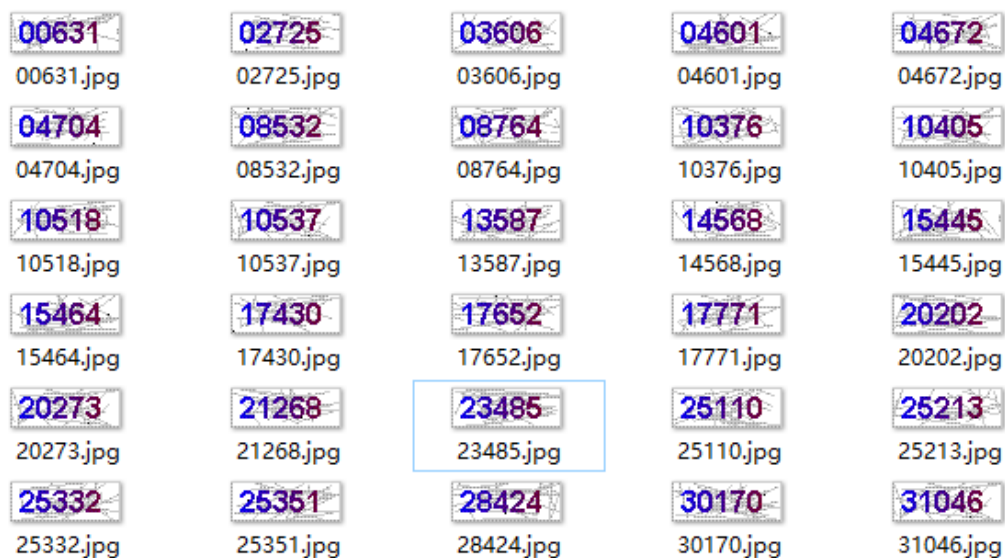 00631 02725 03606 04601 04672
00631.jpg 02725.jpg 03606.jpg 04601.jpg 04672.jpg
04704 08532 08764 10376 10405
04704.jpg 08532.jpg 08764.jpg 10376.jpg 10405.jpg
10518 10537 13587 14568 15445
10518.jpg 10537.jpg 13587.jpg 14568.jpg 15445.jpg
15464 17430 17652 17771 20202
15464.jpg 17430.jpg 17652.jpg 17771.jpg 20202.jpg
20273 21268 23485 25110 25213
20273.jpg 21268.jpg 23485.jpg 25110.jpg 25213.jpg
25332 25351 28424 30170 31046
25332.jpg 25351.jpg 28424.jpg 30170.jpg 31046.jpg